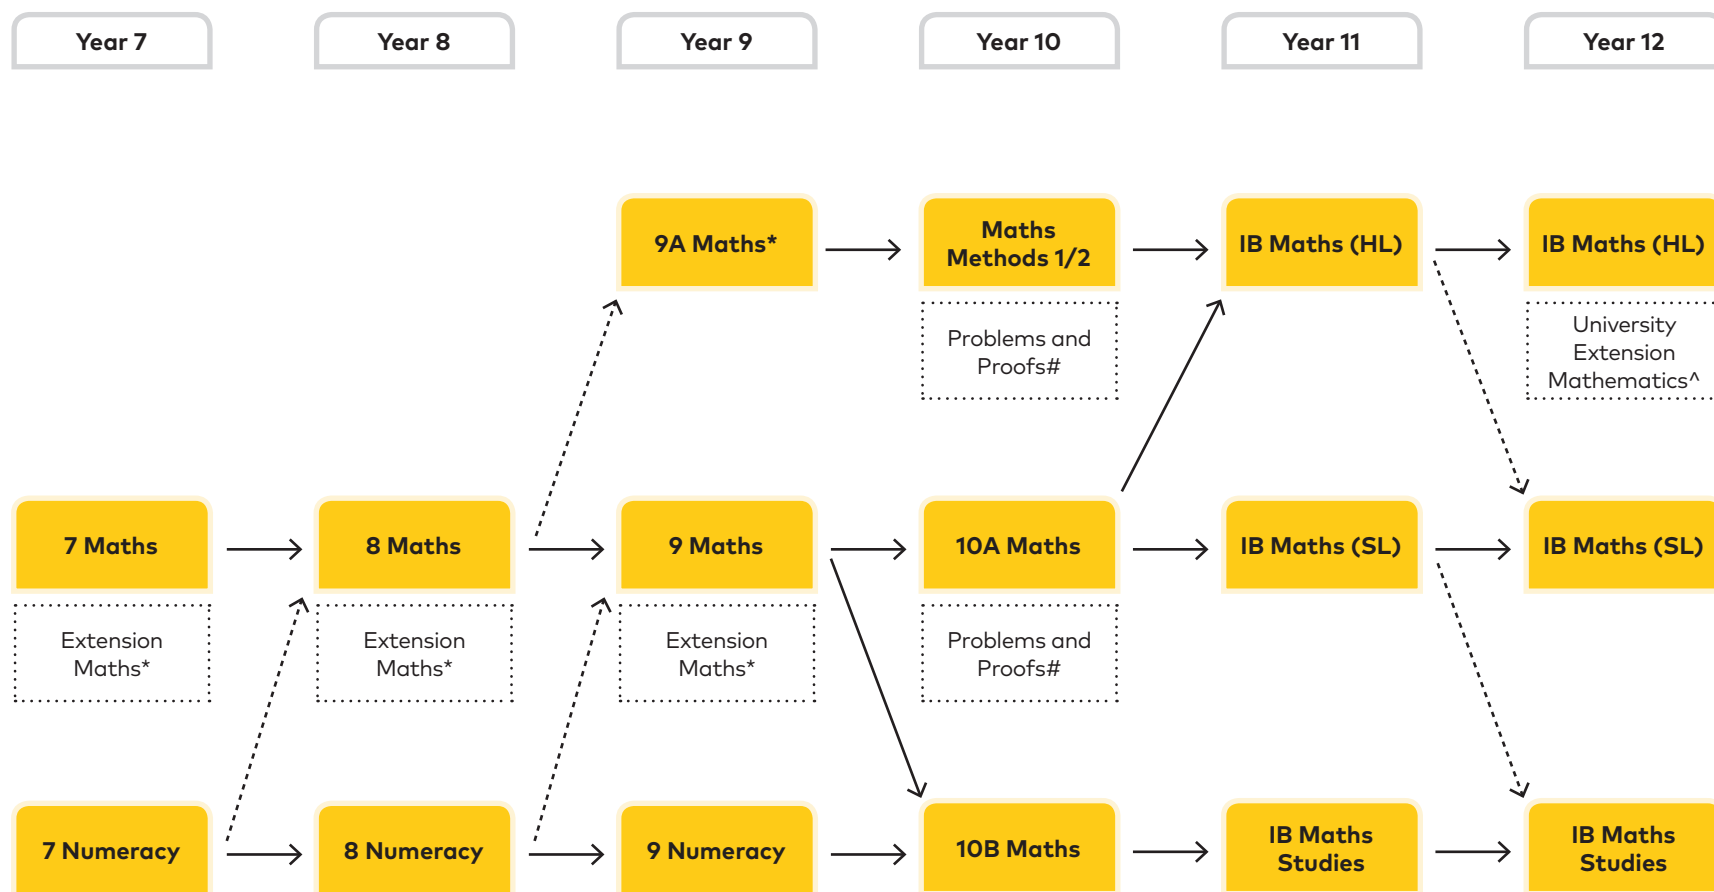 Year 7
Year 8
Year 9
Year 10
Year 11
Year 12
9A Maths*
Maths
Methods 1/2
IB Maths (HL)
IB Maths (HL)
Problems and
Proofs#
University
Extension
Mathematics^
7 Maths
8 Maths
9 Maths
10A Maths
IB Maths (SL)
IB Maths (SL)
Extension
Maths*
Extension
Maths*
Extension
Maths*
Problems and
Proofs#
7 Numeracy
8 Numeracy
9 Numeracy
10B Maths
IB Maths
Studies
IB Maths
Studies